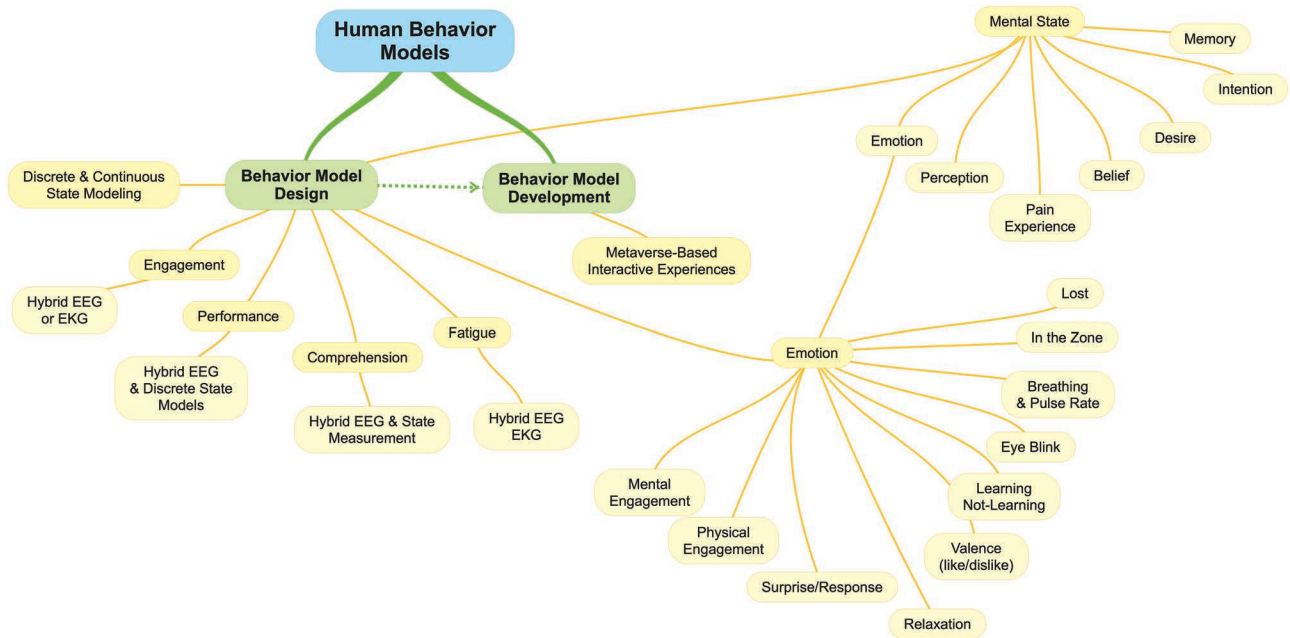 Human Behavior
Models
Mental State
Memory
Intention
Desire
Belief
Pain
Experience
Perception
Emotion
Discrete & Continuous
State Modeling
Behavior Model
Design
Behavior Model
Development
Metaverse-Based
Interactive Experiences
Engagement
Hybrid EEG
or EKG
Performance
Hybrid EEG
& Discrete State
Models
Comprehension
Hybrid EEG & State
Measurement
Fatigue
Hybrid EEG
EKG
Emotion
Lost
In the Zone
Breathing
& Pulse Rate
Eye Blink
Learning
Not-Learning
Valence
(like/dislike)
Relaxation
Surprise/Response
Physical
Engagement
Mental
Engagement